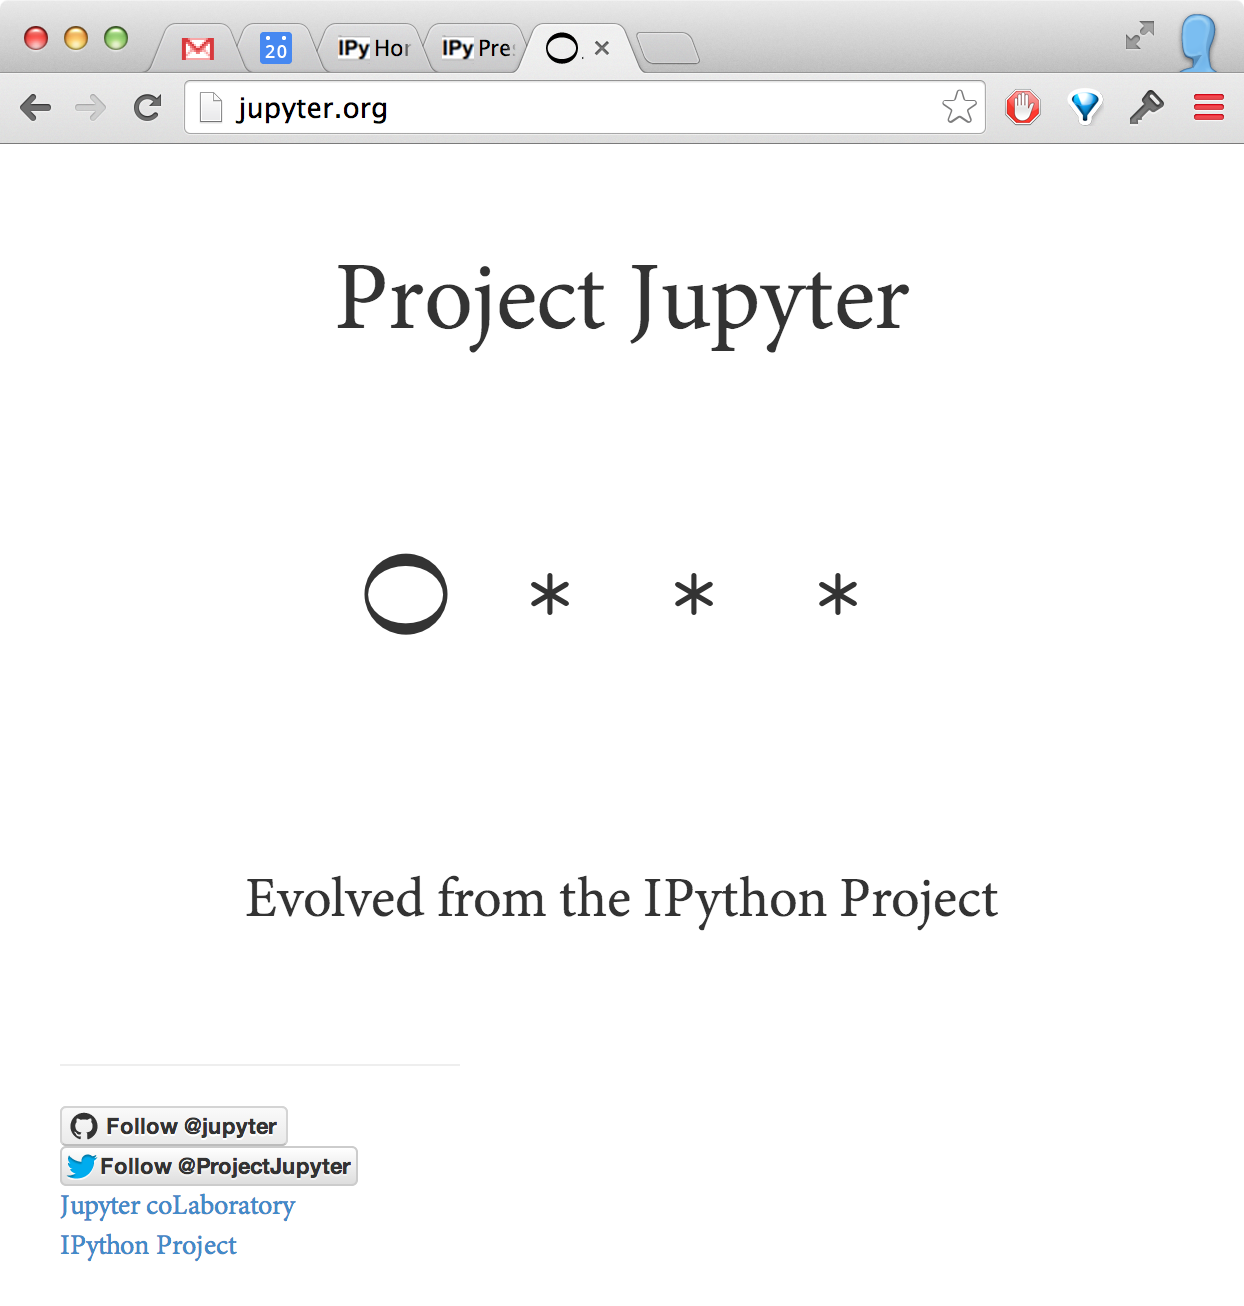 20
IPy Hor
IPy Pre
jupyter.org
Project Jupyter
* * *
Evolved from the IPython Project
Follow @jupyter
Follow @ProjectJupyter
Jupyter coLaboratory
IPython Project